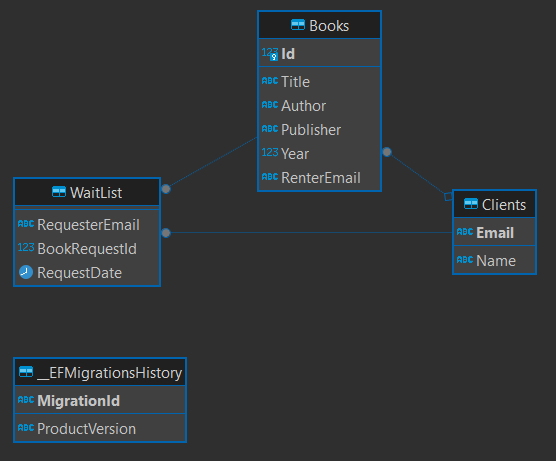 Books
123 Id
ABC Title
ABC Author
ABC Publisher
123 Year
ABC RenterEmail
WaitList
ABC RequesterEmail
123 BookRequestId
RequestDate
Clients
ABC Email
ABC Name
__EFMigrationsHistory
ABC MigrationId
ABC ProductVersion